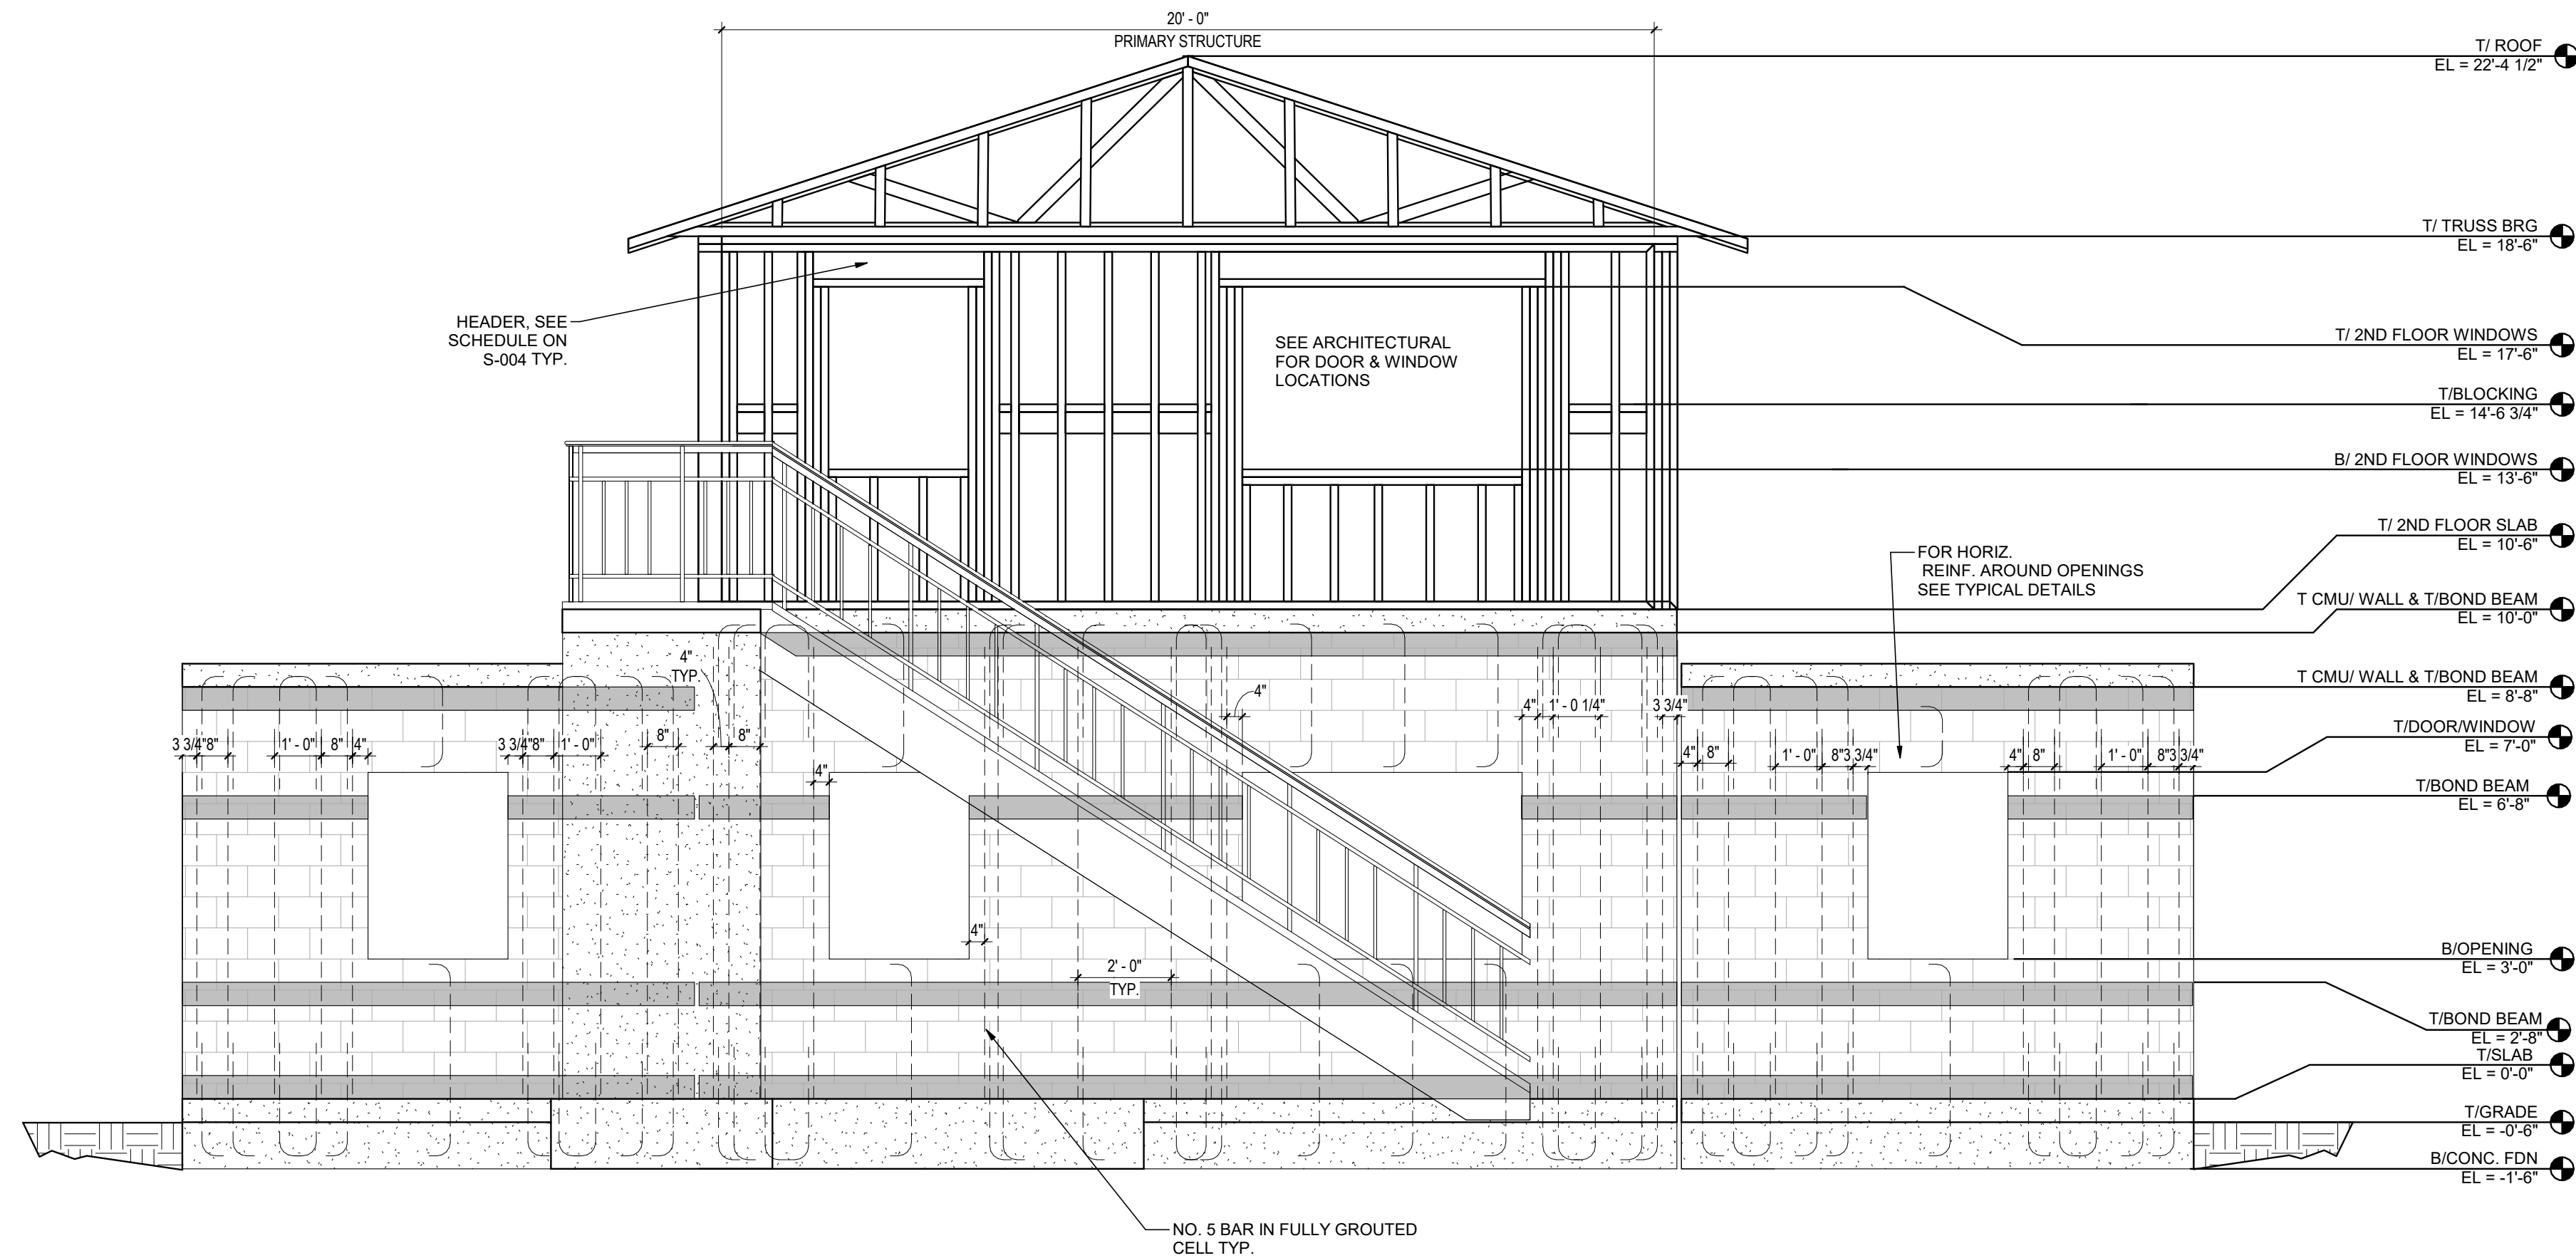 20' - 0"
PRIMARY STRUCTURE
T/ ROOF
EL = 22'-4 1/2"
T/ TRUSS BRG
EL = 18'-6"
HEADER, SEE
SCHEDULE ON
S-004 TYP.
SEE ARCHITECTURAL
FOR DOOR & WINDOW
LOCATIONS
T/ 2ND FLOOR WINDOWS
EL = 17'-6"
T/BLOCKING
EL = 14'-6 3/4"
B/ 2ND FLOOR WINDOWS
EL = 13'-6"
T/ 2ND FLOOR SLAB
EL = 10'-6"
FOR HORIZ.
REINF. AROUND OPENINGS
SEE TYPICAL DETAILS
T CMU/ WALL & T/BOND BEAM
EL = 10'-0"
4"
TYP.
T CMU/ WALL & T/BOND BEAM
EL = 8'-8"
4"
4"
1' - 0 1/4"
3 3/4"
T/DOOR/WINDOW
EL = 7'-0"
3 3/4"
8"
1' - 0"
8"
4"
3 3/4"
8"
1' - 0"
8"
8"
4"
4"
8"
1' - 0"
8"
3 3/4"
4"
8"
1' - 0"
8"
3 3/4"
T/BOND BEAM
EL = 6'-8"
4"
2' - 0"
TYP.
B/OPENING
EL = 3'-0"
T/BOND BEAM
EL = 2'-8"
T/SLAB
EL = 0'-0"
T/GRADE
EL = -0'-6"
B/CONC. FDN
EL = -1'-6"
NO. 5 BAR IN FULLY GROUTED
CELL TYP.